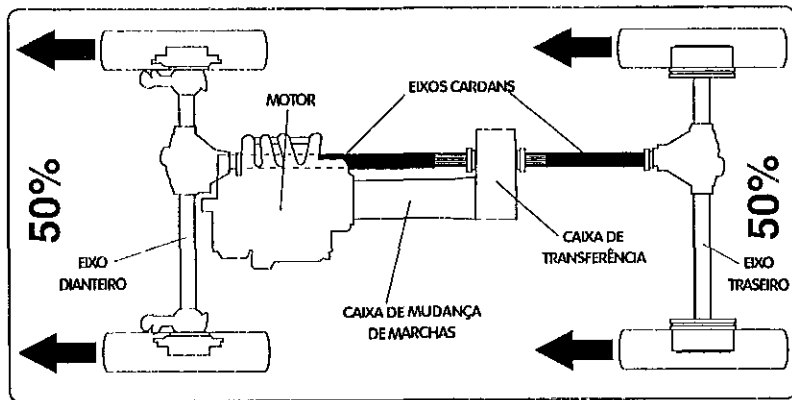 50%
MOTOR
EIXOS CARDANS
EIXO
DIANTEIRO
CAIXA DE MUDANÇA
DE MARCHAS
CAIXA DE
TRANSFERÊNCIA
50%
EIXO
TRASEIRO